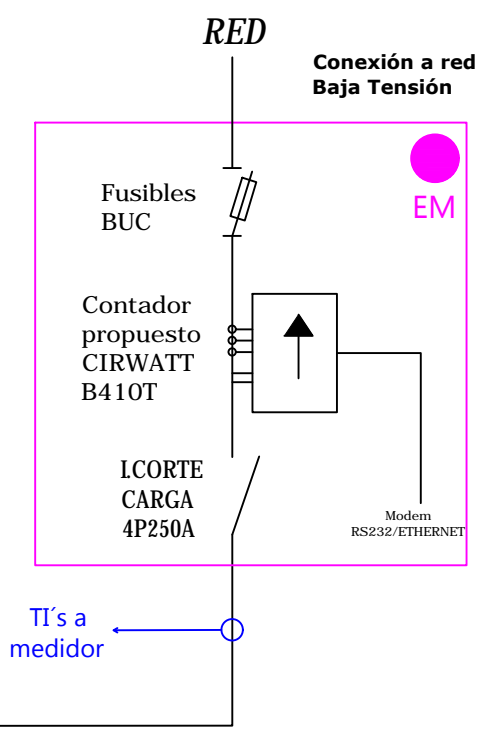 RED
Conexión a red
Baja Tensión
EM
Fusibles
BUC
Contador
propuesto
CIRWATT
B410T
I.CORTE
CARGA
4P250A
Modem
RS232/ETHERNET
TI´s a
medidor